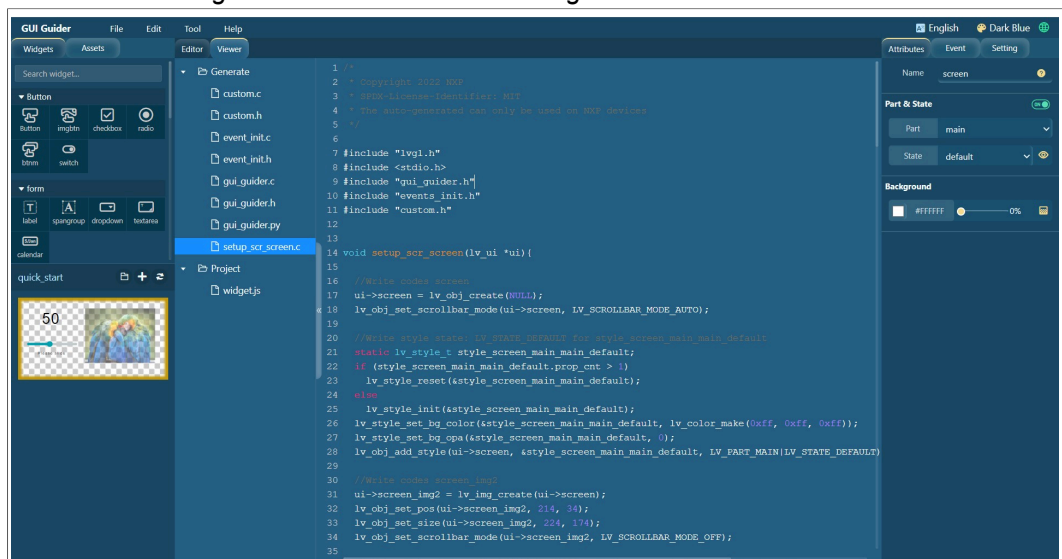 GUI Guider File Edit Tool Help English Dark Blue
Widgets Assets
Search widget...
Button
Button imgbtn checkbox radio
btnm switch
form
label spangroup dropdown textarea
calendar
quick_start
50
Editor Viewer
Generate
custom.c
custom.h
event_init.c
event_init.h
gui_guider.c
gui_guider.h
gui_guider.py
setup_scr_screen.c
Project
widget.js
1 /*
2 * Copyright 2022 NXP
3 * SPDX-License-Identifier: MIT
4 * The auto-generated can only be used on NXP devices
5 */
6
7 #include "lvgl.h"
8 #include <stdio.h>
9 #include "gui_guider.h"
10 #include "events_init.h"
11 #include "custom.h"
12
13
14 void setup_scr_screen(lv_ui *ui){
15
16 //Write codes screen
17 ui->screen = lv_obj_create(NULL);
18 lv_obj_set_scrollbar_mode(ui->screen, LV_SCROLLBAR_MODE_AUTO);
19
20 //Write style state: LV_STATE_DEFAULT for style_screen_main_main_default
21 static lv_style_t style_screen_main_main_default;
22 if (style_screen_main_main_default.prop_cnt > 1)
23 lv_style_reset(&style_screen_main_main_default);
24 else
25 lv_style_init(&style_screen_main_main_default);
26 lv_style_set_bg_color(&style_screen_main_main_default, lv_color_make(0xff, 0xff, 0xff));
27 lv_style_set_bg_opa(&style_screen_main_main_default, 0);
28 lv_obj_add_style(ui->screen, &style_screen_main_main_default, LV_PART_MAIN|LV_STATE_DEFAULT)
29
30 //Write codes screen_img2
31 ui->screen_img2 = lv_img_create(ui->screen);
32 lv_obj_set_pos(ui->screen_img2, 214, 34);
33 lv_obj_set_size(ui->screen_img2, 224, 174);
34 lv_obj_set_scrollbar_mode(ui->screen_img2, LV_SCROLLBAR_MODE_OFF);
35
Attributes Event Setting
Name screen
Part & State ON
Part main
State default
Background
#FFFFFF 0%